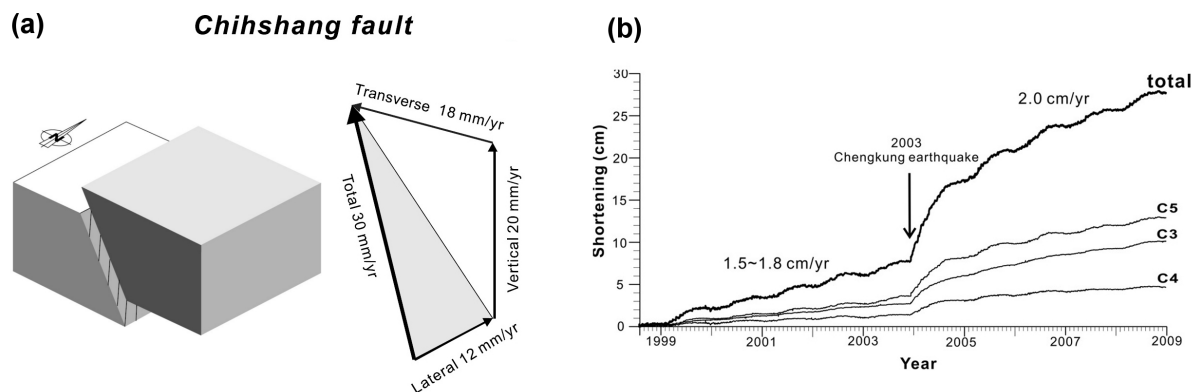 (a)
Chihshang fault
N
Transverse 18 mm/yr
Total 30 mm/yr
Vertical 20 mm/yr
Lateral 12 mm/yr
(b)
Shortening (cm)
30
25
20
15
10
5
0
total
2.0 cm/yr
2003
Chengkung earthquake
1.5~1.8 cm/yr
C5
C3
C4
1999 2001 2003 2005 2007 2009
Year